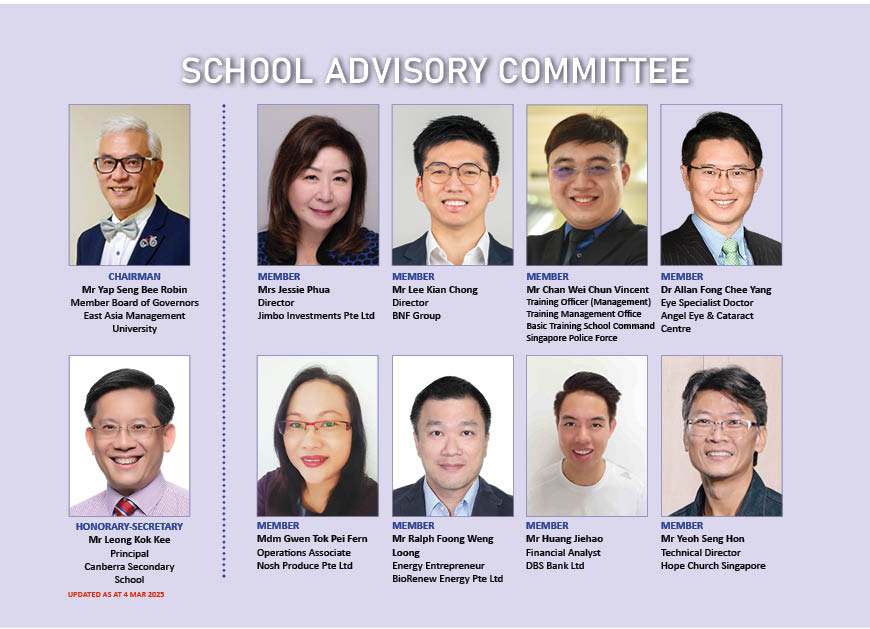 SCHOOL ADVISORY COMMITTEE
CHAIRMAN
Mr Yap Seng Bee Robin
Member Board of Governors
East Asia Management
University
MEMBER
Mrs Jessie Phua
Director
Jimbo Investments Pte Ltd
MEMBER
Mr Lee Kian Chong
Director
BNF Group
MEMBER
Mr Chan Wei Chun Vincent
Training Officer (Management)
Training Management Office
Basic Training School Command
Singapore Police Force
MEMBER
Dr Allan Fong Chee Yang
Eye Specialist Doctor
Angel Eye & Cataract
Centre
HONORARY-SECRETARY
Mr Leong Kok Kee
Principal
Canberra Secondary
School
UPDATED AS AT 4 MAR 2025
MEMBER
Mdm Gwen Tok Pei Fern
Operations Associate
Nosh Produce Pte Ltd
MEMBER
Mr Ralph Foong Weng
Loong
Energy Entrepreneur
BioRenew Energy Pte Ltd
MEMBER
Mr Huang Jiehao
Financial Analyst
DBS Bank Ltd
MEMBER
Mr Yeoh Seng Hon
Technical Director
Hope Church Singapore